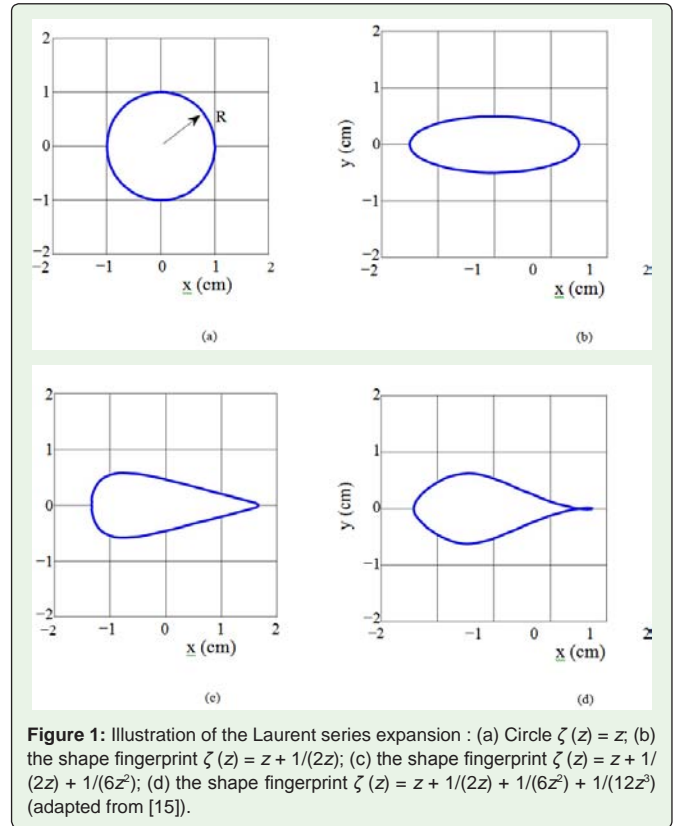 2
1
R
0
−1
−2
−2 −1 0 1 2
x (cm)
(a)
y (cm)
2
1
0
−1
−2
−2 −1 0 1 2
x (cm)
(b)
2
1
0
−1
−2
−2 −1 0 1 2
x (cm)
(c)
y (cm)
2
1
0
−1
−2
−2 −1 0 1 2
x (cm)
(d)
Figure 1: Illustration of the Laurent series expansion : (a) Circle ζ (z) = z; (b)
the shape fingerprint ζ (z) = z + 1/(2z); (c) the shape fingerprint ζ (z) = z + 1/
(2z) + 1/(6z²); (d) the shape fingerprint ζ (z) = z + 1/(2z) + 1/(6z²) + 1/(12z³)
(adapted from [15]).